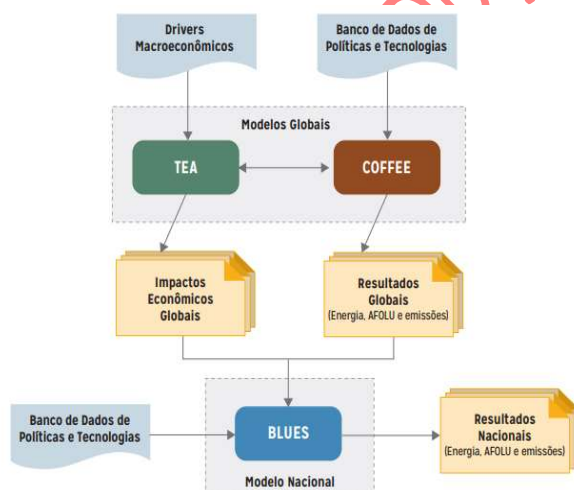 Drivers
Macroeconômicos
Banco de Dados de
Políticas e Tecnologias
Modelos Globais
TEA
COFFEE
Impactos
Econômicos
Globais
Resultados
Globais
(Energia, AFOLU e emissões)
Banco de Dados de
Políticas e Tecnologias
BLUES
Modelo Nacional
Resultados
Nacionais
(Energia, AFOLU e emissões)